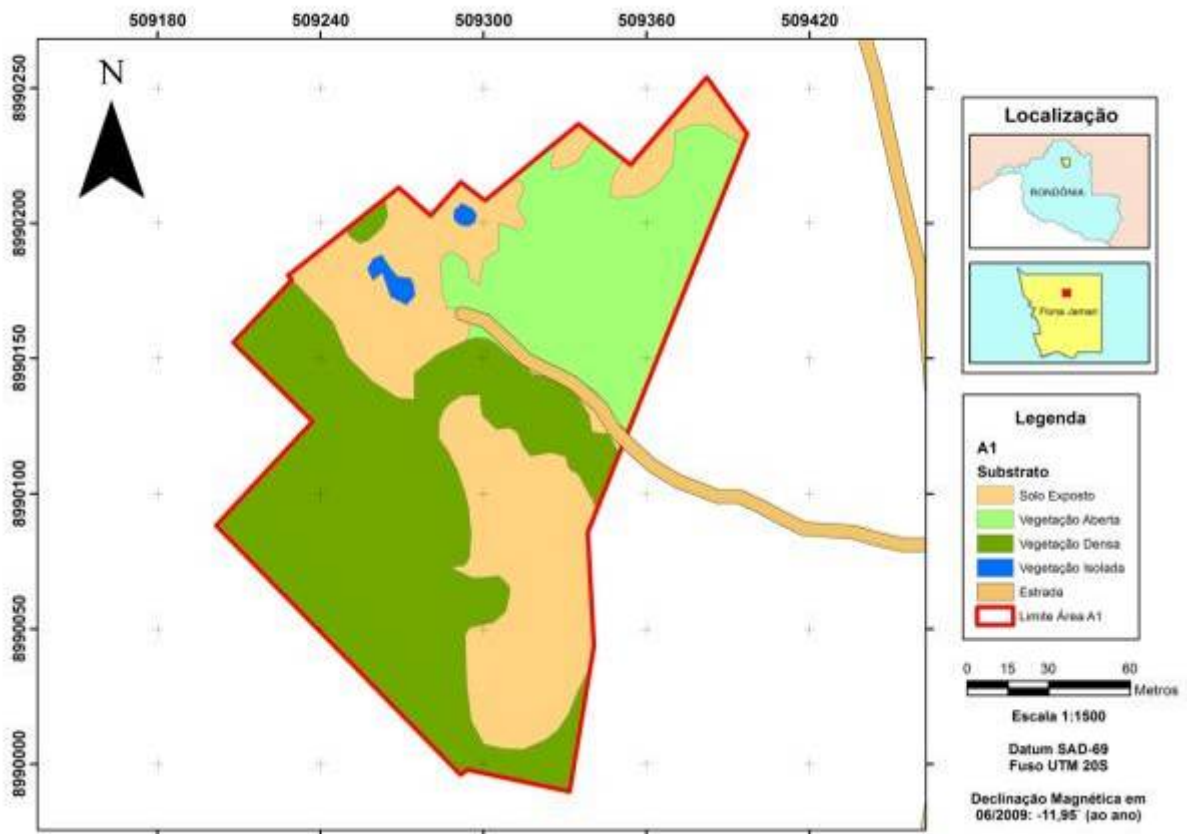 509180 509240 509300 509360 509420
8990250
8990200
8990150
8990100
8990050
8990000
N
Localização
RONDÔNIA
Flona Jamari
Legenda
A1
Substrato
Solo Exposto
Vegetação Aberta
Vegetação Densa
Vegetação Isolada
Estrada
Limite Área A1
0 15 30 60
Metros
Escala 1:1500
Datum SAD-69
Fuso UTM 20S
Declinação Magnética em
06/2009: -11,95° (ao ano)